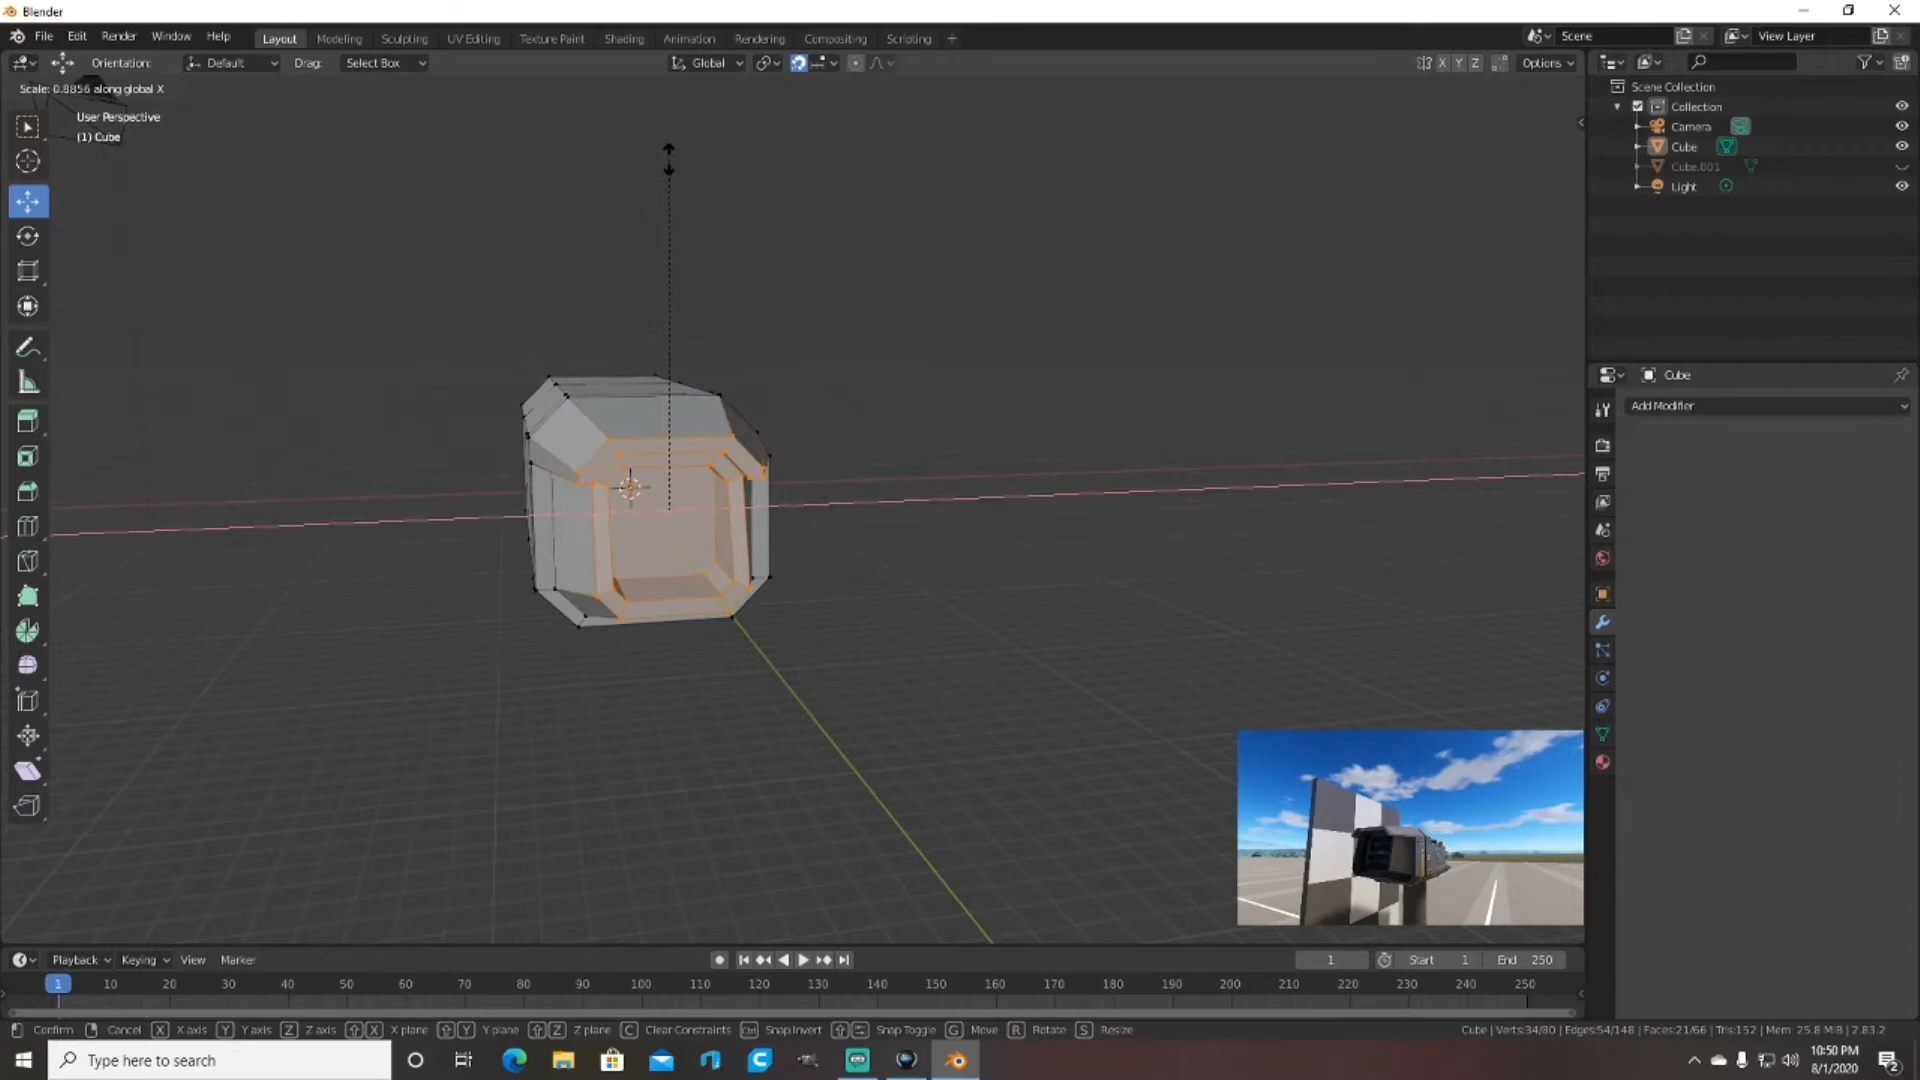 Blender
File Edit Render Window Help
Layout Modeling Sculpting UV Editing Texture Paint Shading Animation Rendering Compositing Scripting +
Scene View Layer
Orientation: Default Drag: Select Box Global X Y Z Options
Scale: 0.8856 along global X
User Perspective
(1) Cube
Scene Collection
Collection
Camera
Cube
Cube.001
Light
Cube
Add Modifier
Playback Keying View Marker
1 Start 1 End 250
1 10 20 30 40 50 60 70 80 90 100 110 120 130 140 150 160 170 180 190 200 210 220 230 240 250
Confirm Cancel X X axis Y Y axis Z Z axis X X plane Y Y plane Z Z plane C Clear Constraints Ctrl Snap Invert Snap Toggle G Move R Rotate S Resize
Cube | Verts:34/80 | Edges:54/148 | Faces:21/66 | Tris:152 | Mem: 25.8 MiB | 2.83.2
Type here to search
10:50 PM
8/1/2020
2